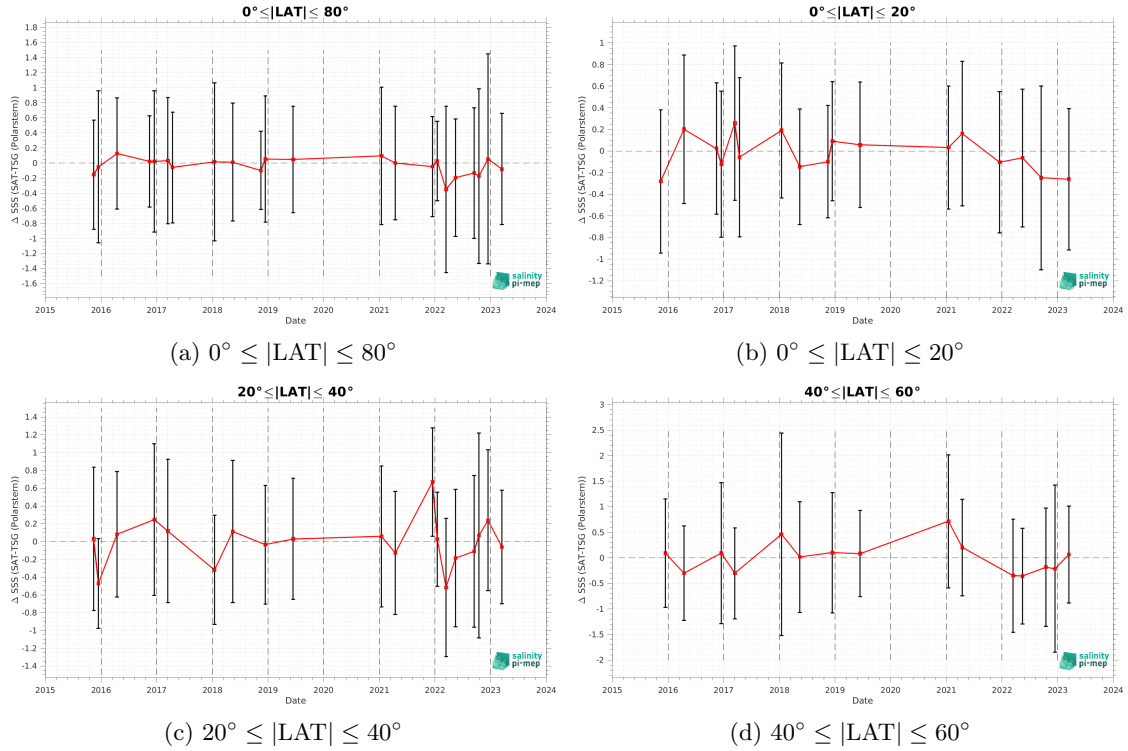 0°≤|LAT|≤ 80°
Δ SSS (SAT-TSG (Polarstern))
1.8
1.6
1.4
1.2
1
0.8
0.6
0.4
0.2
0
-0.2
-0.4
-0.6
-0.8
-1
-1.2
-1.4
-1.6
2015 2016 2017 2018 2019 2020 2021 2022 2023 2024
Date
salinity
pi-mep
(a) 0° ≤ |LAT| ≤ 80°
0°≤|LAT|≤ 20°
Δ SSS (SAT-TSG (Polarstern))
1
0.8
0.6
0.4
0.2
0
-0.2
-0.4
-0.6
-0.8
-1
-1.2
2015 2016 2017 2018 2019 2020 2021 2022 2023 2024
Date
salinity
pi-mep
(b) 0° ≤ |LAT| ≤ 20°
20°≤|LAT|≤ 40°
Δ SSS (SAT-TSG (Polarstern))
1.4
1.2
1
0.8
0.6
0.4
0.2
0
-0.2
-0.4
-0.6
-0.8
-1
-1.2
-1.4
2015 2016 2017 2018 2019 2020 2021 2022 2023 2024
Date
salinity
pi-mep
(c) 20° ≤ |LAT| ≤ 40°
40°≤|LAT|≤ 60°
Δ SSS (SAT-TSG (Polarstern))
3
2.5
2
1.5
1
0.5
0
-0.5
-1
-1.5
-2
2015 2016 2017 2018 2019 2020 2021 2022 2023 2024
Date
salinity
pi-mep
(d) 40° ≤ |LAT| ≤ 60°